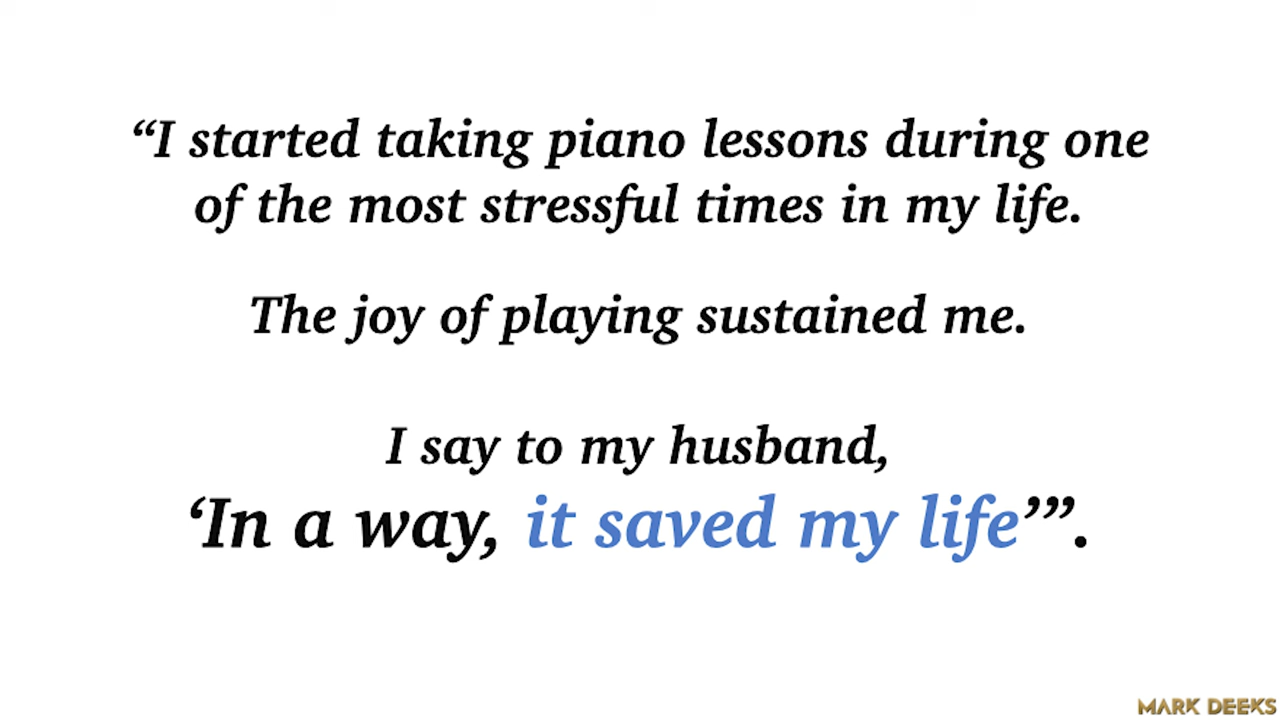 “I started taking piano lessons during one
of the most stressful times in my life.
The joy of playing sustained me.
I say to my husband,
‘In a way, it saved my life’”.
MARK DEEKS